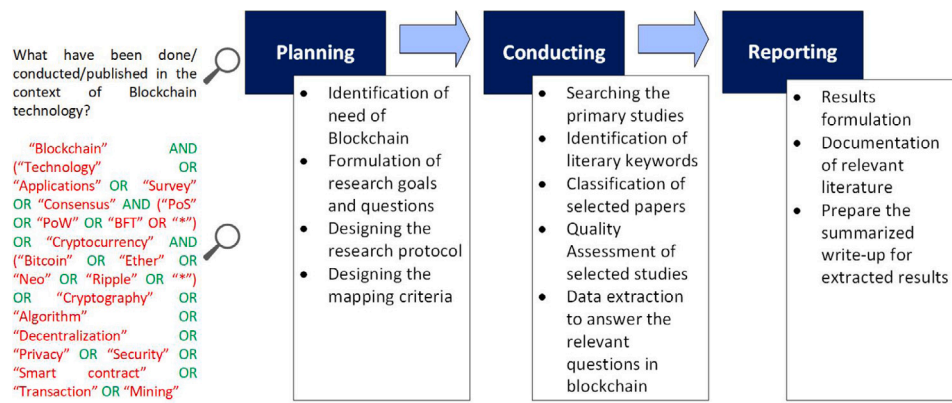 What have been done/
conducted/published in the
context of Blockchain
technology?
“Blockchain” AND
(“Technology” OR
“Applications” OR “Survey”
OR “Consensus” AND (“PoS”
OR “PoW” OR “BFT” OR “*”)
OR “Cryptocurrency” AND
(“Bitcoin” OR “Ether” OR
“Neo” OR “Ripple” OR “*”)
OR “Cryptography” OR
“Algorithm” OR
“Decentralization” OR
“Privacy” OR “Security” OR
“Smart contract” OR
“Transaction” OR “Mining”
Planning
• Identification of
need of
Blockchain
• Formulation of
research goals
and questions
• Designing the
research protocol
• Designing the
mapping criteria
Conducting
• Searching the
primary studies
• Identification of
literary keywords
• Classification of
selected papers
• Quality
Assessment of
selected studies
• Data extraction
to answer the
relevant
questions in
blockchain
Reporting
• Results
formulation
• Documentation
of relevant
literature
• Prepare the
summarized
write-up for
extracted results